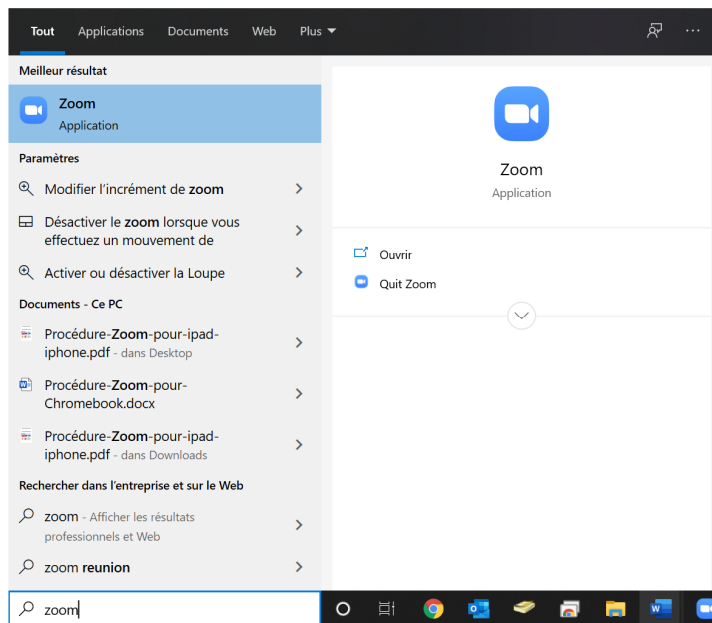 Tout Applications Documents Web Plus
Meilleur résultat
Zoom
Application
Paramètres
Modifier l'incrément de zoom
Désactiver le zoom lorsque vous
effectuez un mouvement de
Activer ou désactiver la Loupe
Documents - Ce PC
Procédure-Zoom-pour-ipad-
iphone.pdf - dans Desktop
Procédure-Zoom-pour-
Chromebook.docx
Procédure-Zoom-pour-ipad-
iphone.pdf - dans Downloads
Rechercher dans l'entreprise et sur le Web
zoom - Afficher les résultats
professionnels et Web
zoom reunion
zoom
Zoom
Application
Ouvrir
Quit Zoom